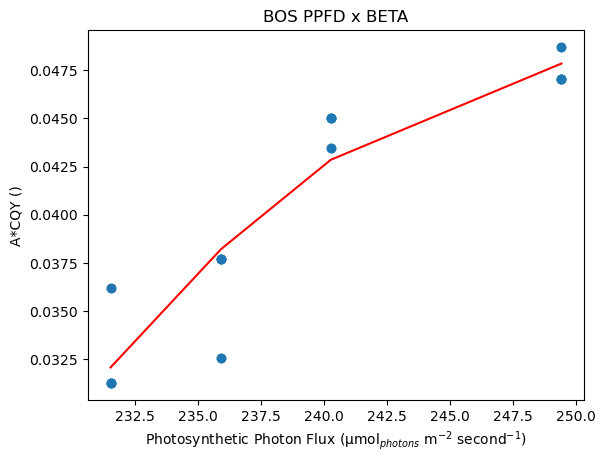 BOS PPFD x BETA
A*CQY ()
0.0475
0.0450
0.0425
0.0400
0.0375
0.0350
0.0325
232.5 235.0 237.5 240.0 242.5 245.0 247.5 250.0
Photosynthetic Photon Flux (μmol_photons m⁻² second⁻¹)